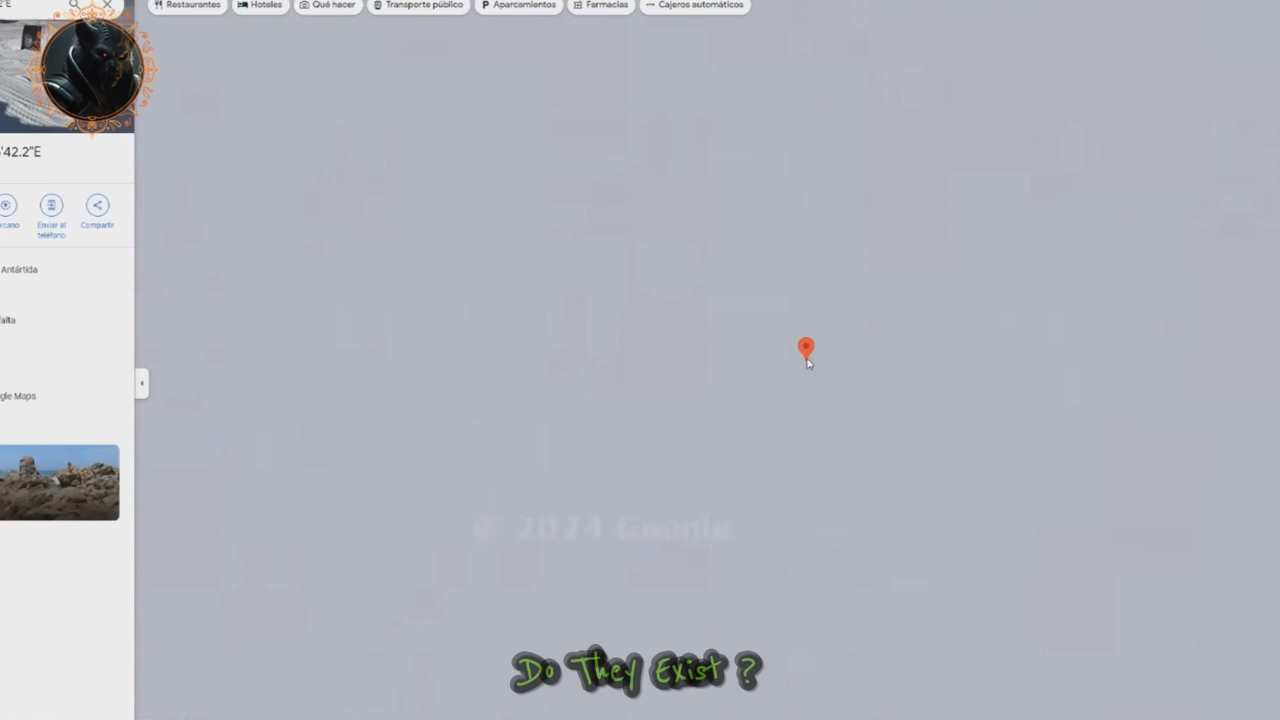 Restaurantes Hoteles Qué hacer Transporte público Aparcamientos Farmacias Cajeros automáticos
'42.2"E
Enviar al teléfono
Compartir
Antártida
Maps
© 2024 Google
Do They Exist ?